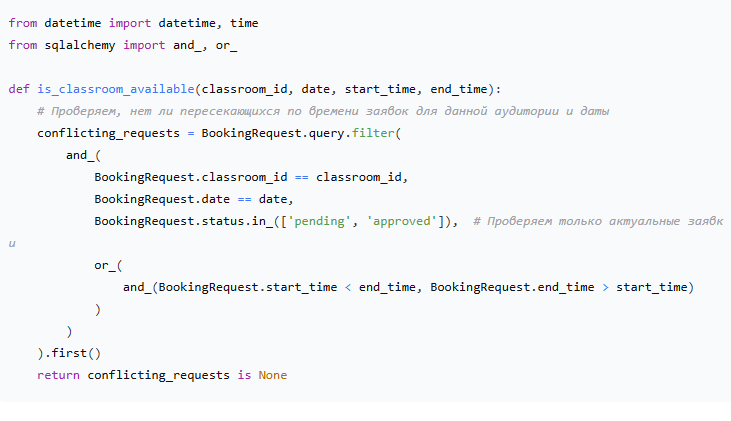 from datetime import datetime, time
from sqlalchemy import and_, or_

def is_classroom_available(classroom_id, date, start_time, end_time):
    # Проверяем, нет ли пересекающихся по времени заявок для данной аудитории и даты
    conflicting_requests = BookingRequest.query.filter(
        and_(
            BookingRequest.classroom_id == classroom_id,
            BookingRequest.date == date,
            BookingRequest.status.in_(['pending', 'approved']),  # Проверяем только актуальные заявк
и
            or_(
                and_(BookingRequest.start_time < end_time, BookingRequest.end_time > start_time)
            )
        )
    ).first()
    return conflicting_requests is None